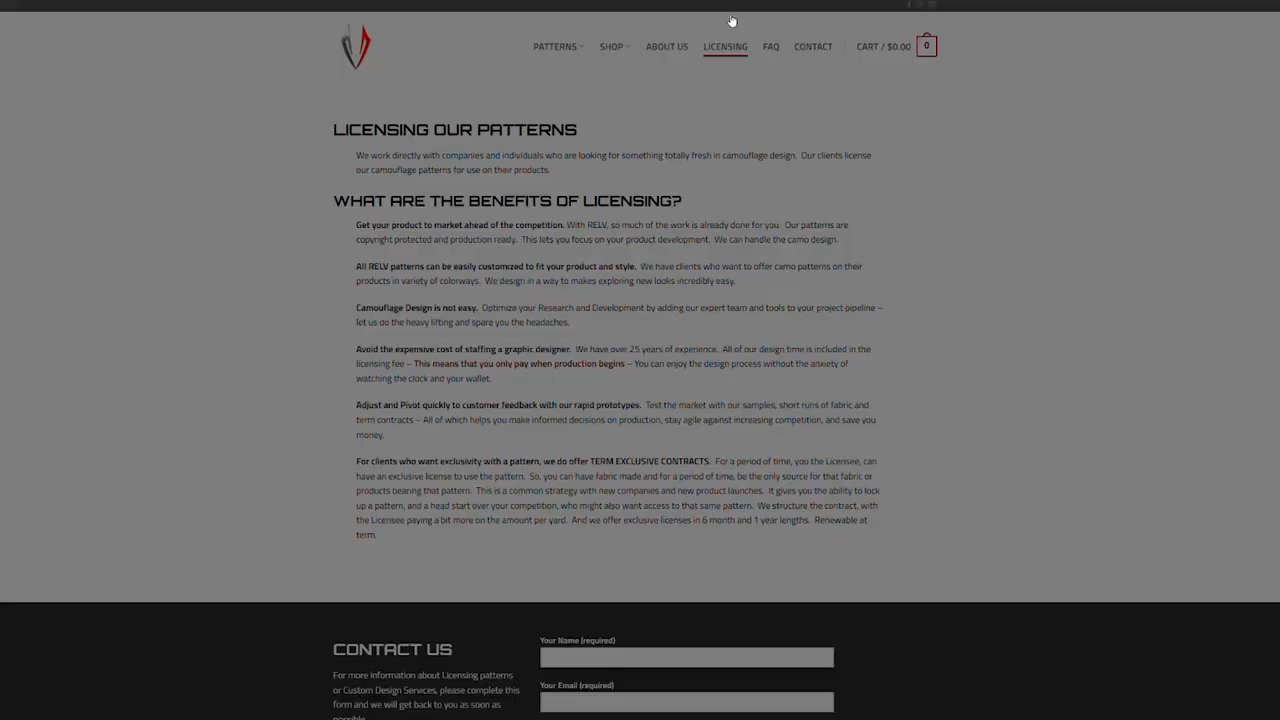 PATTERNS SHOP ABOUT US LICENSING FAQ CONTACT CART / $0.00 0
LICENSING OUR PATTERNS
We work directly with companies and individuals who are looking for something totally fresh in camouflage design. Our clients license
our camouflage patterns for use on their products.
WHAT ARE THE BENEFITS OF LICENSING?
Get your product to market ahead of the competition. With RELV, so much of the work is already done for you. Our patterns are
copyright protected and production ready. This lets you focus on your product development. We can handle the camo design.
All RELV patterns can be easily customized to fit your product and style. We have clients who want to offer camo patterns on their
products in variety of colorways. We design in a way to makes exploring new looks incredibly easy.
Camouflage Design is not easy. Optimize your Research and Development by adding our expert team and tools to your project pipeline –
let us do the heavy lifting and spare you the headaches.
Avoid the expensive cost of staffing a graphic designer. We have over 25 years of experience. All of our design time is included in the
licensing fee – This means that you only pay when production begins – You can enjoy the design process without the anxiety of
watching the clock and your wallet.
Adjust and Pivot quickly to customer feedback with our rapid prototypes. Test the market with our samples, short runs of fabric and
term contracts – All of which helps you make informed decisions on production, stay agile against increasing competition, and save you
money.
For clients who want exclusivity with a pattern, we do offer TERM EXCLUSIVE CONTRACTS. For a period of time, you the Licensee, can
have an exclusive license to use the pattern. So, you can have fabric made and for a period of time, be the only source for that fabric or
products bearing that pattern. This is a common strategy with new companies and new product launches. It gives you the ability to lock
up a pattern, and a head start over your competition, who might also want access to that same pattern. We structure the contract, with
the Licensee paying a bit more on the amount per yard. And we offer exclusive licenses in 6 month and 1 year lengths. Renewable at
term.
CONTACT US
For more information about Licensing patterns
or Custom Design Services, please complete this
form and we will get back to you as soon as
possible.
Your Name (required)
Your Email (required)